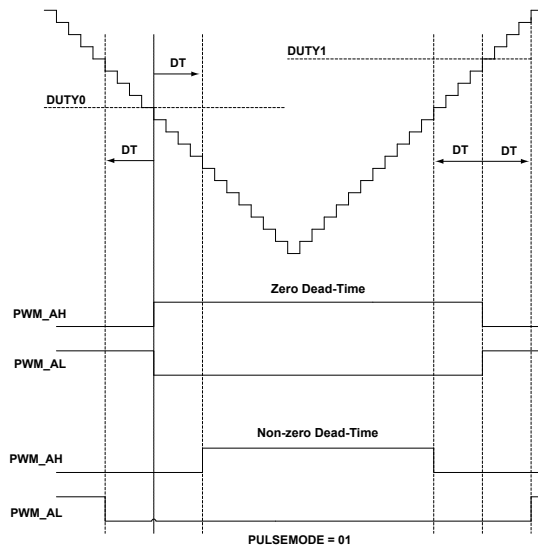 DUTY1
DT
DUTY0
DT
DT
DT
Zero Dead-Time
PWM_AH
PWM_AL
Non-zero Dead-Time
PWM_AH
PWM_AL
PULSEMODE = 01